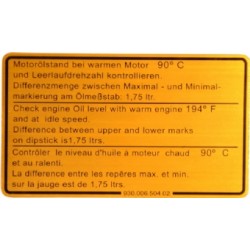 Motorölstand bei warmen Motor 90° C
und Leerlaufdrehzahl kontrollieren.
Differenzmenge zwischen Maximal - und Minimal-
markierung am Ölmeßstab: 1,75 ltr.
Check engine Oil level with warm engine 194° F
and at idle speed.
Difference between upper and lower marks
on dipstick is1,75 ltrs.
Contrôler le niveau d'huile à moteur chaud 90° C
et au ralenti.
La difference entre les repéres max. et min.
sur la jauge est de 1,75 ltrs.
930.006.504.02